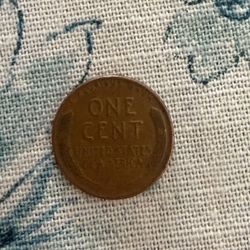 ONE
CENT
UNITED STATES
OF AMERICA